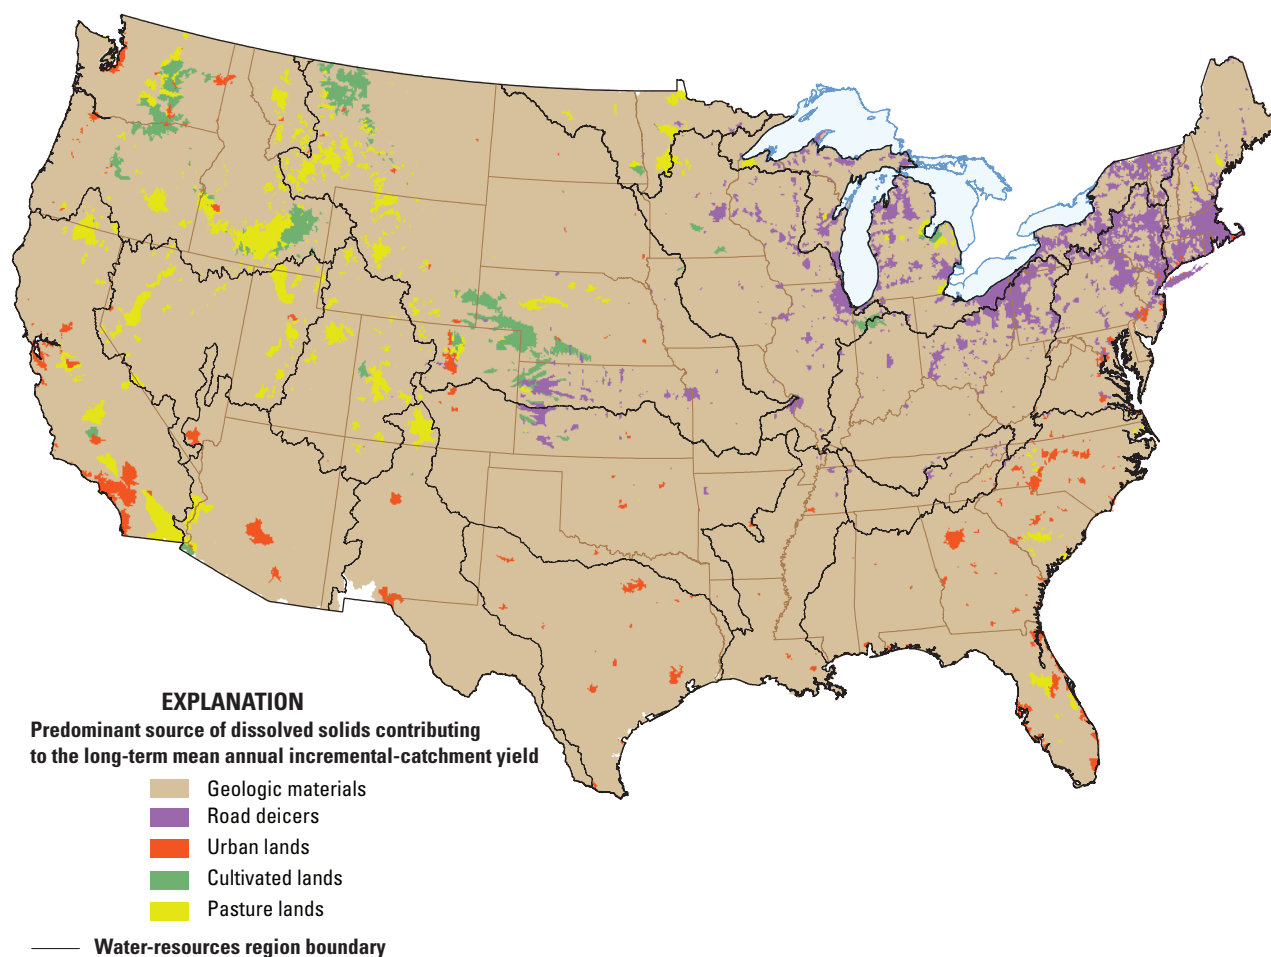 EXPLANATION
Predominant source of dissolved solids contributing
to the long-term mean annual incremental-catchment yield
Geologic materials
Road deicers
Urban lands
Cultivated lands
Pasture lands
Water-resources region boundary